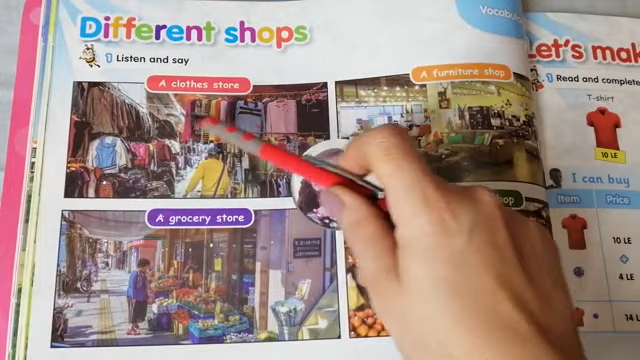 Different shops
Vocabul
1 Listen and say
A clothes store
A furniture shop
A grocery store
Let's mak
1 Read and complete
T-shirt
10 LE
I can buy
Item
Price
10 LE
4 LE
14 L